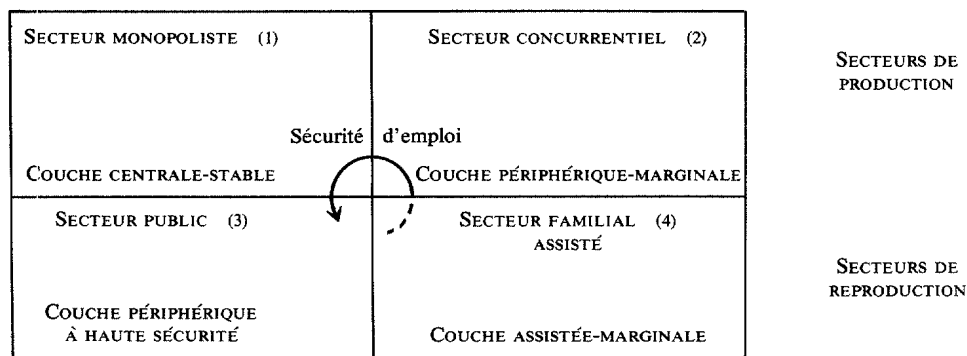 SECTEUR MONOPOLISTE (1)
SECTEUR CONCURRENTIEL (2)
SECTEURS DE
PRODUCTION
Sécurité d'emploi
COUCHE CENTRALE-STABLE
COUCHE PÉRIPHÉRIQUE-MARGINALE
SECTEUR PUBLIC (3)
SECTEUR FAMILIAL (4)
ASSISTÉ
SECTEURS DE
REPRODUCTION
COUCHE PÉRIPHÉRIQUE
À HAUTE SÉCURITÉ
COUCHE ASSISTÉE-MARGINALE